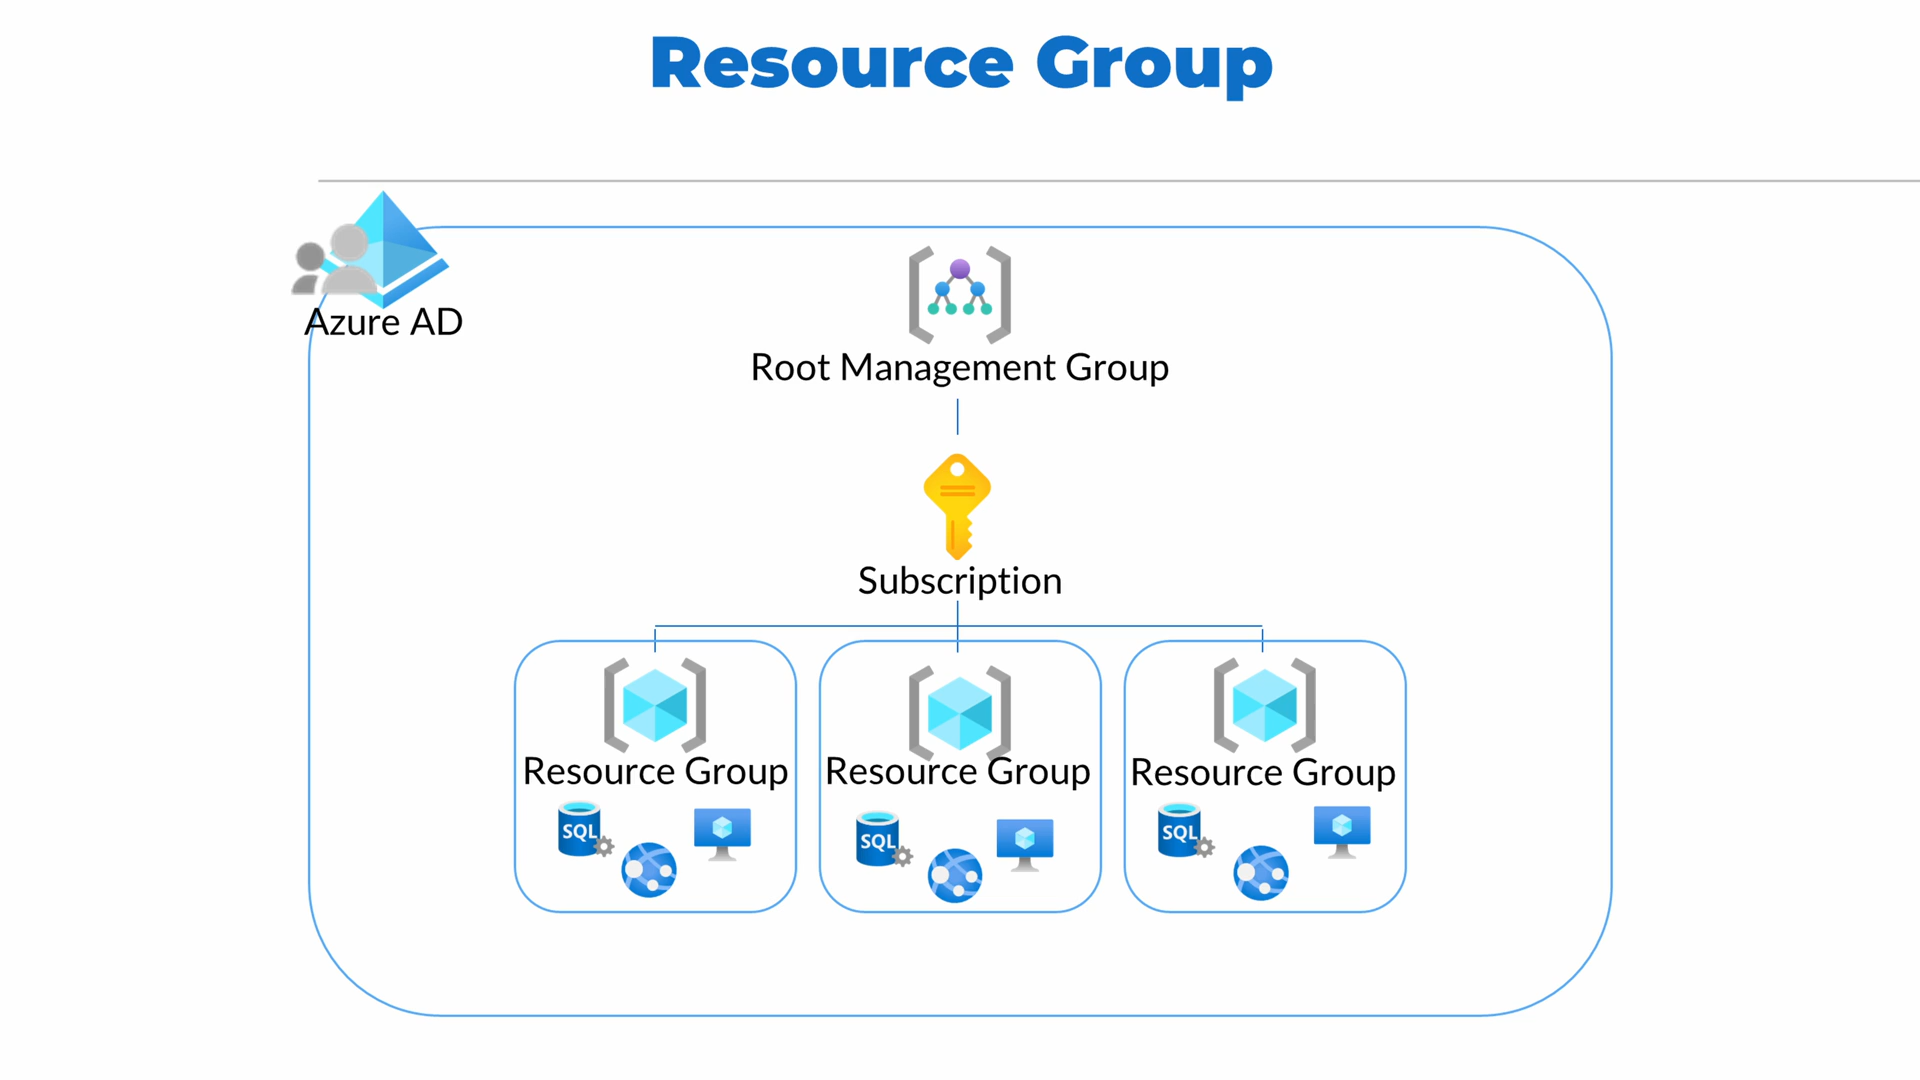 Resource Group
Azure AD
Root Management Group
Subscription
Resource Group
Resource Group
Resource Group
SQL
SQL
SQL